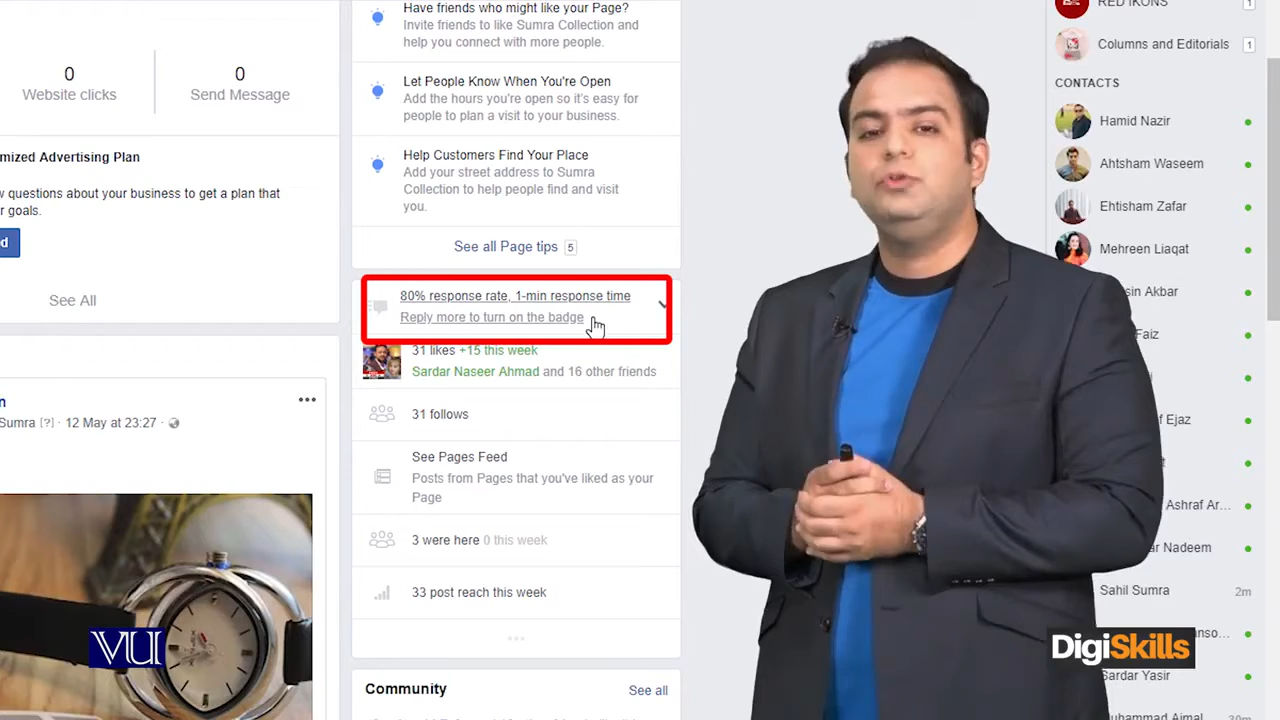 0
Website clicks
0
Send Message
mized Advertising Plan
w questions about your business to get a plan that
r goals.
d
See All
n
Sumra [?] · 12 May at 23:27 ·
VU
Have friends who might like your Page?
Invite friends to like Sumra Collection and
help you connect with more people.
Let People Know When You're Open
Add the hours you're open so it's easy for
people to plan a visit to your business.
Help Customers Find Your Place
Add your street address to Sumra
Collection to help people find and visit
you.
See all Page tips 5
80% response rate, 1-min response time
Reply more to turn on the badge
31 likes +15 this week
Sardar Naseer Ahmad and 16 other friends
31 follows
See Pages Feed
Posts from Pages that you've liked as your
Page
3 were here 0 this week
33 post reach this week
Community
See all
RED IKONS 1
Columns and Editorials 1
CONTACTS
Hamid Nazir
Ahtsham Waseem
Ehtisham Zafar
Mehreen Liaqat
sin Akbar
Faiz
f Ejaz
Ashraf Ar...
ar Nadeem
Sahil Sumra 2m
anso...
DigiSkills
Sardar Yasir
uhammad Ajmal 30m